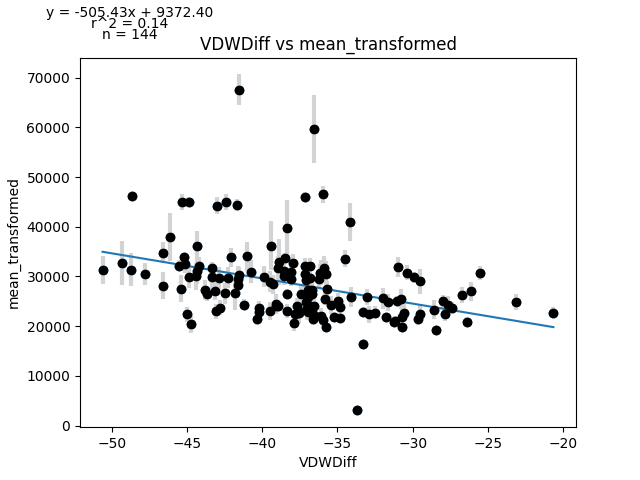 y = -505.43x + 9372.40
r^2 = 0.14
n = 144
VDWDiff vs mean_transformed
70000
60000
50000
40000
30000
20000
10000
0
mean_transformed
−50 −45 −40 −35 −30 −25 −20
VDWDiff